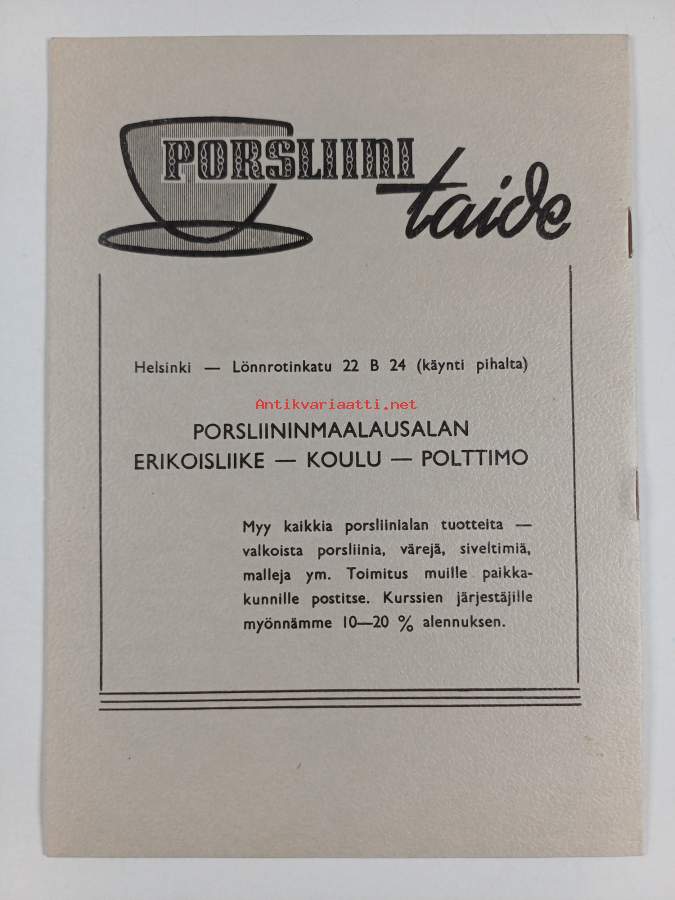 PORSLIINI
taide
Helsinki — Lönnrotinkatu 22 B 24 (käynti pihalta)
Antikvariaatti.net
PORSLIININMAALAUSALAN
ERIKOISLIIKE — KOULU — POLTTIMO
Myy kaikkia porsliinialan tuotteita —
valkoista porsliinia, värejä, siveltimiä,
malleja ym. Toimitus muille paikka-
kunnille postitse. Kurssien järjestäjille
myönnämme 10—20 % alennuksen.